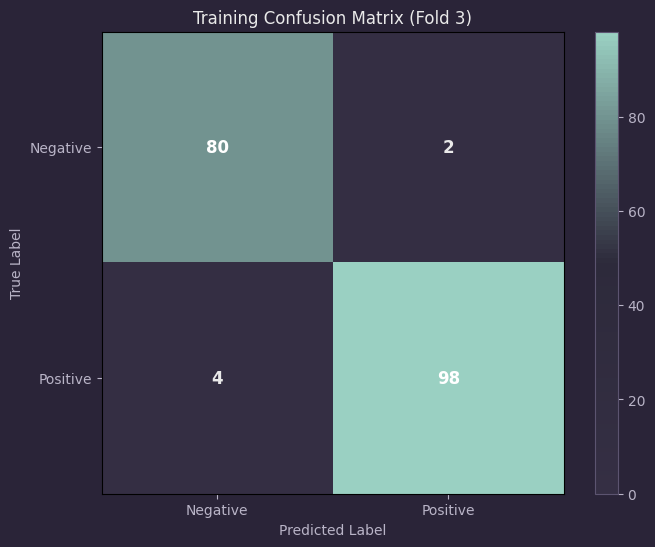 Training Confusion Matrix (Fold 3)
True Label
Negative
80
2
Positive
4
98
Negative
Positive
Predicted Label
80
60
40
20
0